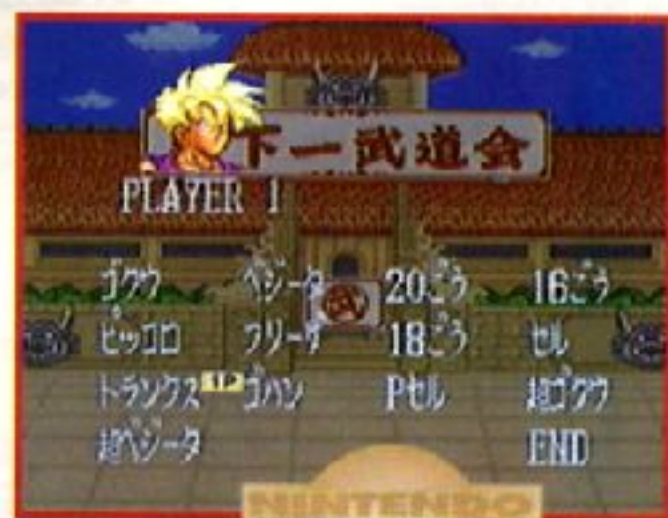 下一武道会
PLAYER 1
ゴクウ ベジータ 20ごう 16ごう
武
ピッコロ フリーザ 18ごう セル
トランクス 1P ゴハン Pセル 超ゴクウ
超ベジータ END
NINTENDO